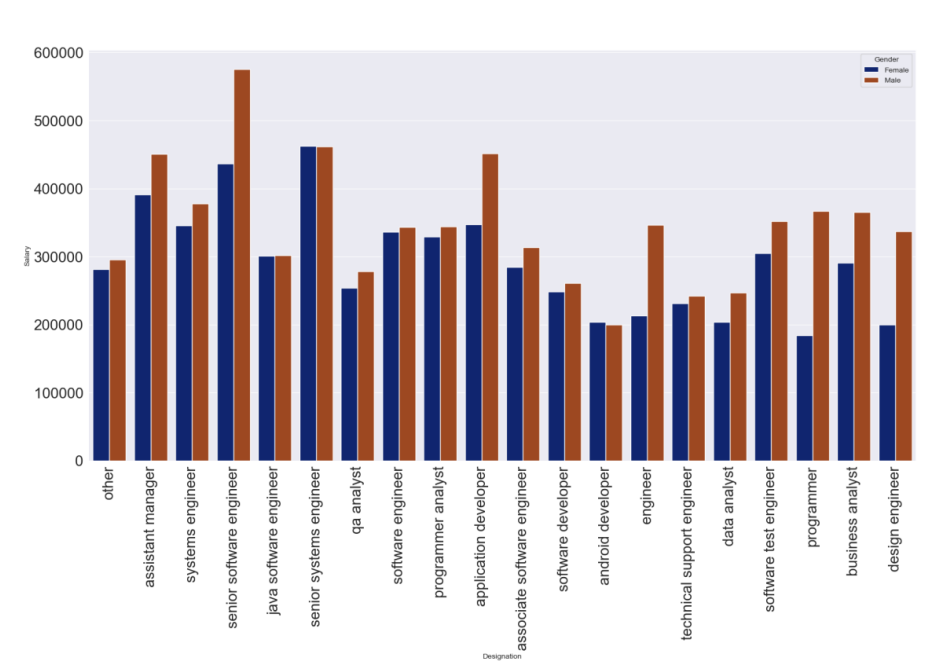 600000
500000
400000
300000
200000
100000
0
Salary
Gender
Female
Male
other
assistant manager
systems engineer
senior software engineer
java software engineer
senior systems engineer
qa analyst
software engineer
programmer analyst
application developer
associate software engineer
software developer
android developer
engineer
technical support engineer
data analyst
software test engineer
programmer
business analyst
design engineer
Designation